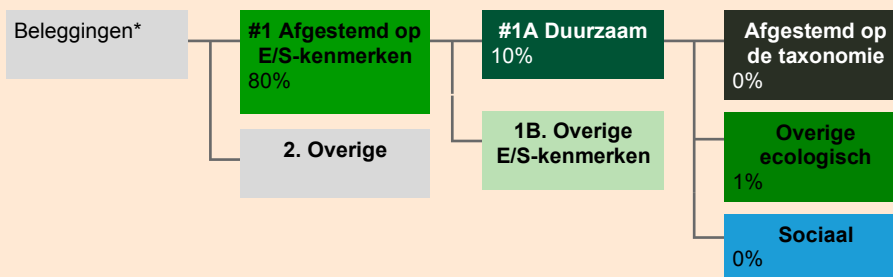 Beleggingen*
#1 Afgestemd op
E/S-kenmerken
80%
2. Overige
#1A Duurzaam
10%
1B. Overige
E/S-kenmerken
Afgestemd op
de taxonomie
0%
Overige
ecologisch
1%
Sociaal
0%